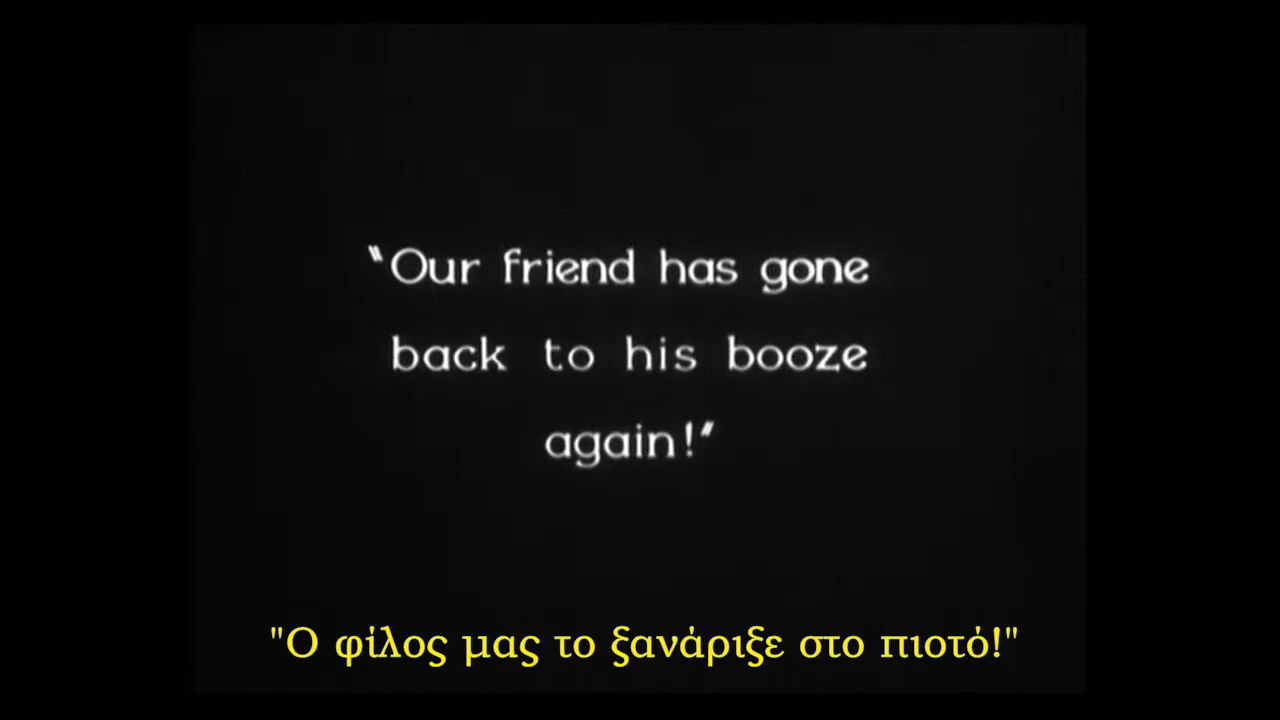 “Our friend has gone
back to his booze
again!”
"Ο φίλος μας το ξανάριξε στο πιοτό!"